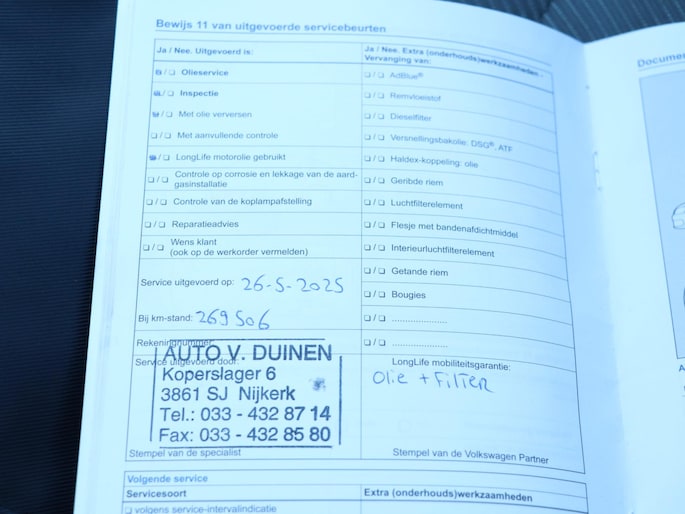 Bewijs 11 van uitgevoerde servicebeurten
Ja / Nee. Uitgevoerd is:
Ja / Nee. Extra (onderhouds)werkzaamheden -
Vervanging van:
/ Olieservice
/ AdBlue®
/ Inspectie
/ Remvloeistof
/ Met olie verversen
/ Dieselfilter
/ Met aanvullende controle
/ Versnellingsbakolie: DSG®, ATF
/ LongLife motorolie gebruikt
/ Haldex-koppeling: olie
/ Controle op corrosie en lekkage van de aard-
gasinstallatie
/ Geribde riem
/ Controle van de koplampafstelling
/ Luchtfilterelement
/ Reparatieadvies
/ Flesje met bandenafdichtmiddel
/ Wens klant
(ook op de werkorder vermelden)
/ Interieurluchtfilterelement
/ Getande riem
Service uitgevoerd op: 26-5-2025
/ Bougies
Bij km-stand: 269506
/ ....................
Rekeningnummer
/ ....................
Service uitgevoerd door:
AUTO V. DUINEN
Koperslager 6
3861 SJ Nijkerk
Tel.: 033 - 432 87 14
Fax: 033 - 432 85 80
LongLife mobiliteitsgarantie:
Olie + FilTER
Stempel van de specialist
Stempel van de Volkswagen Partner
Volgende service
Servicesoort
Extra (onderhouds)werkzaamheden
volgens service-intervalindicatie
Documen